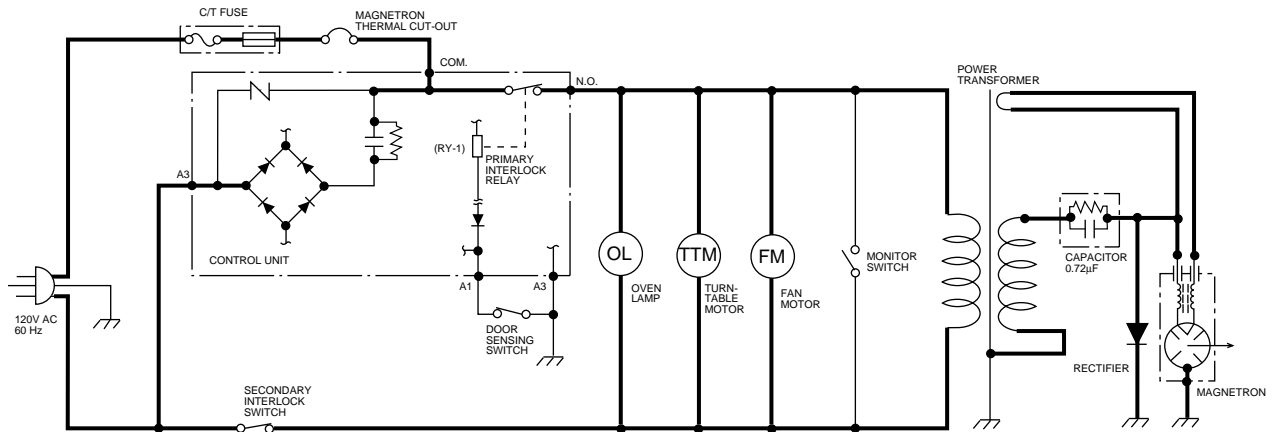 C/T FUSE
MAGNETRON
THERMAL CUT-OUT
COM.
N.O.
POWER
TRANSFORMER
(RY-1)
PRIMARY
INTERLOCK
RELAY
A3
CONTROL UNIT
A1
A3
DOOR
SENSING
SWITCH
OL
OVEN
LAMP
TTM
TURN-
TABLE
MOTOR
FM
FAN
MOTOR
MONITOR
SWITCH
CAPACITOR
0.72μF
RECTIFIER
MAGNETRON
120V AC
60 Hz
SECONDARY
INTERLOCK
SWITCH